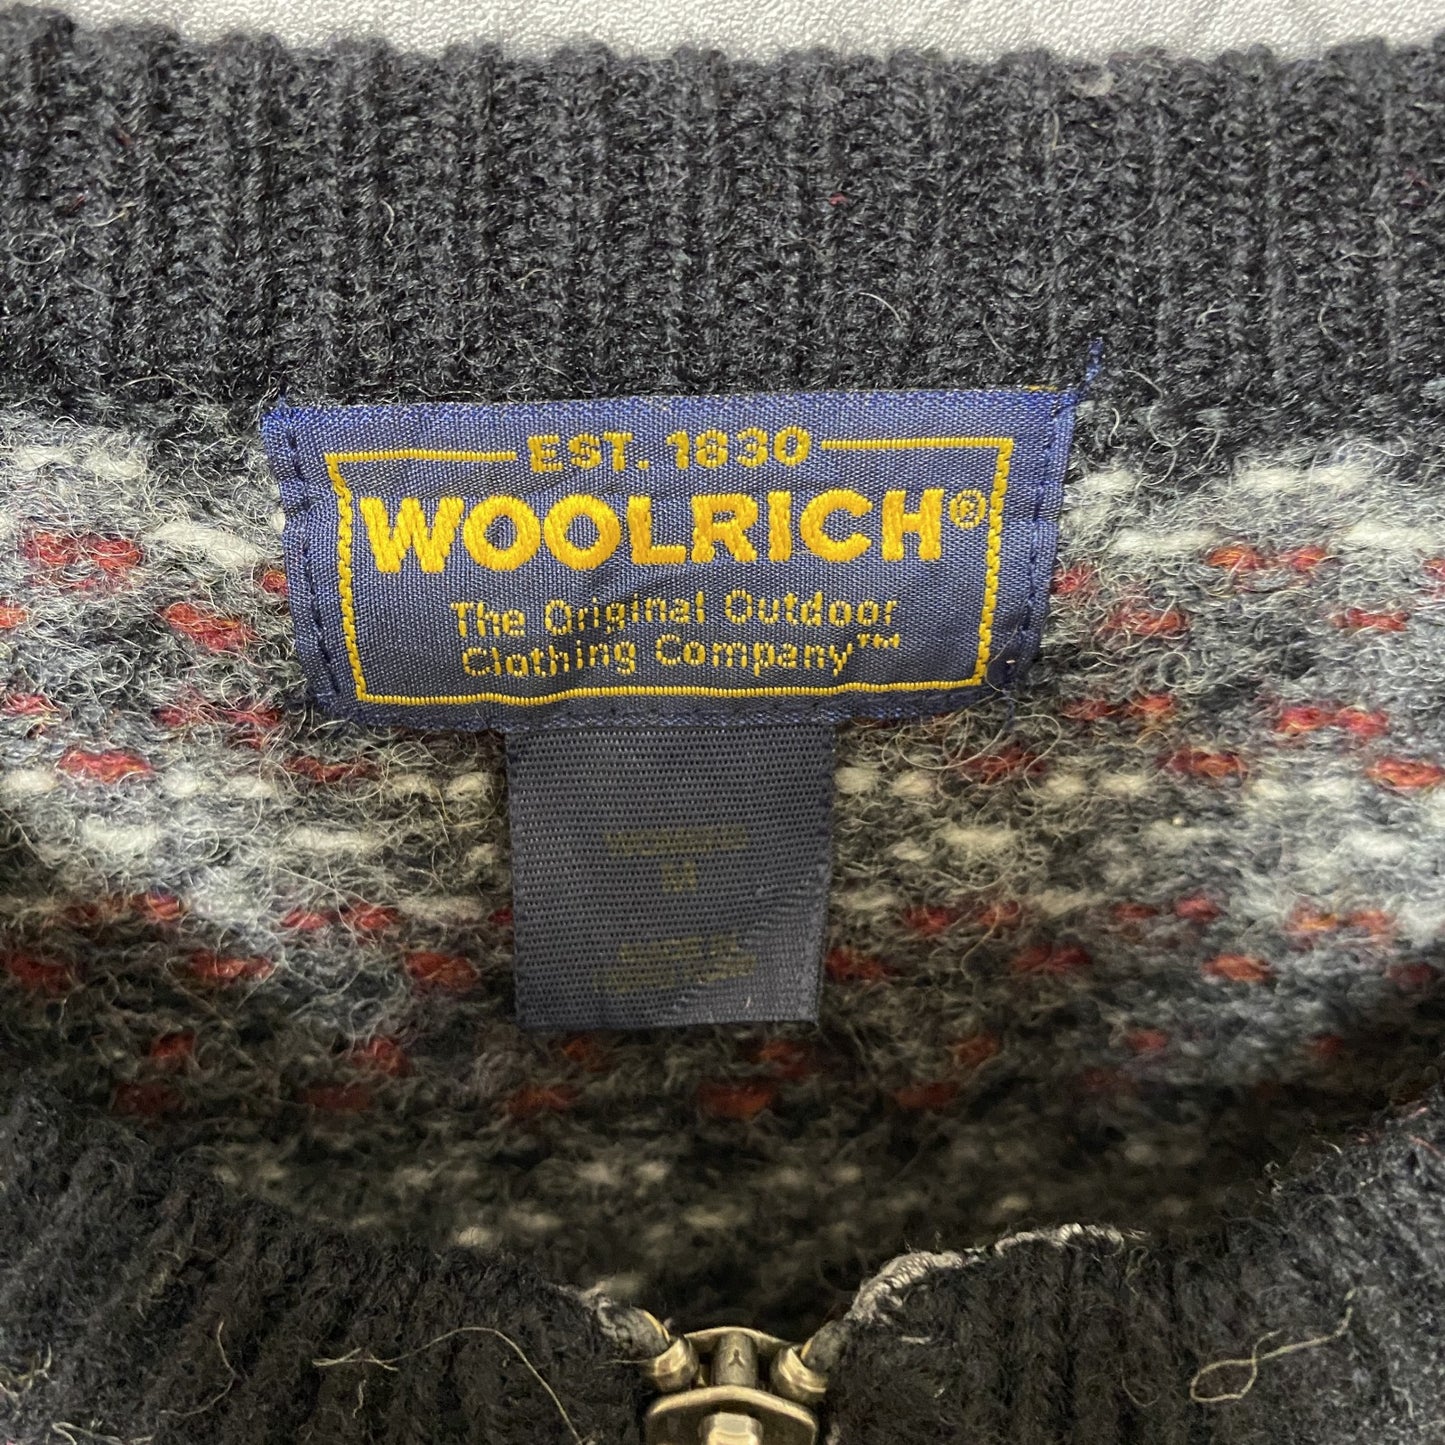 EST. 1830
WOOLRICH®
The Original Outdoor
Clothing Company™
M